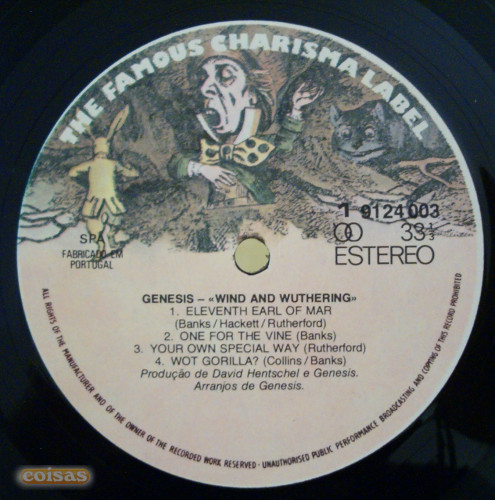 THE FAMOUS CHARISMA LABEL
1 9124 003
33 1/3
ESTEREO
SPA
FABRICADO EM
PORTUGAL
GENESIS – «WIND AND WUTHERING»
1. ELEVENTH EARL OF MAR
(Banks / Hackett / Rutherford)
2. ONE FOR THE VINE (Banks)
3. YOUR OWN SPECIAL WAY (Rutherford)
4. WOT GORILLA? (Collins / Banks)
Produção de David Hentschel e Genesis.
Arranjos de Genesis.
ALL RIGHTS OF THE MANUFACTURER AND OF THE OWNER OF THE RECORDED WORK RESERVED - UNAUTHORISED PUBLIC PERFORMANCE BROADCASTING AND COPYING OF THIS RECORD PROHIBITED
coisas